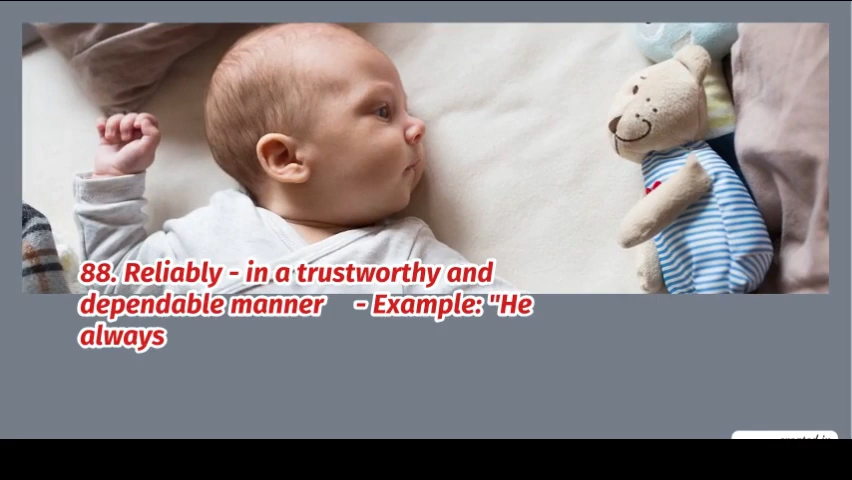 88. Reliably - in a trustworthy and
dependable manner - Example: "He
always